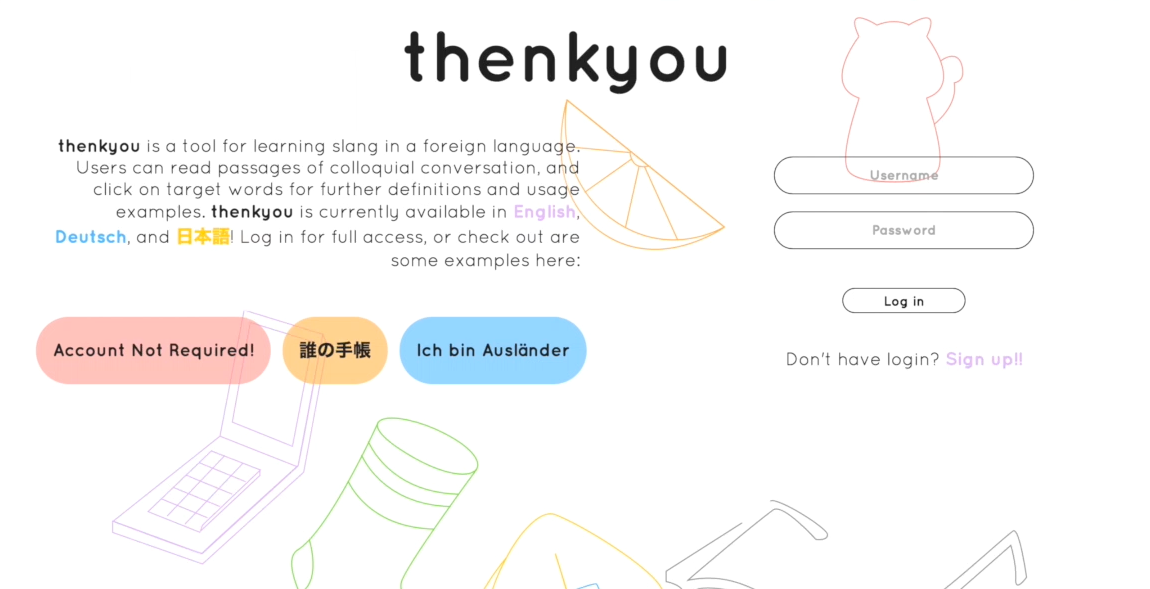 thenkyou
thenkyou is a tool for learning slang in a foreign language.
Users can read passages of colloquial conversation, and
click on target words for further definitions and usage
examples. thenkyou is currently available in English,
Deutsch, and 日本語! Log in for full access, or check out are
some examples here:
Account Not Required!
誰の手帳
Ich bin Ausländer
Username
Password
Log in
Don't have login? Sign up!!